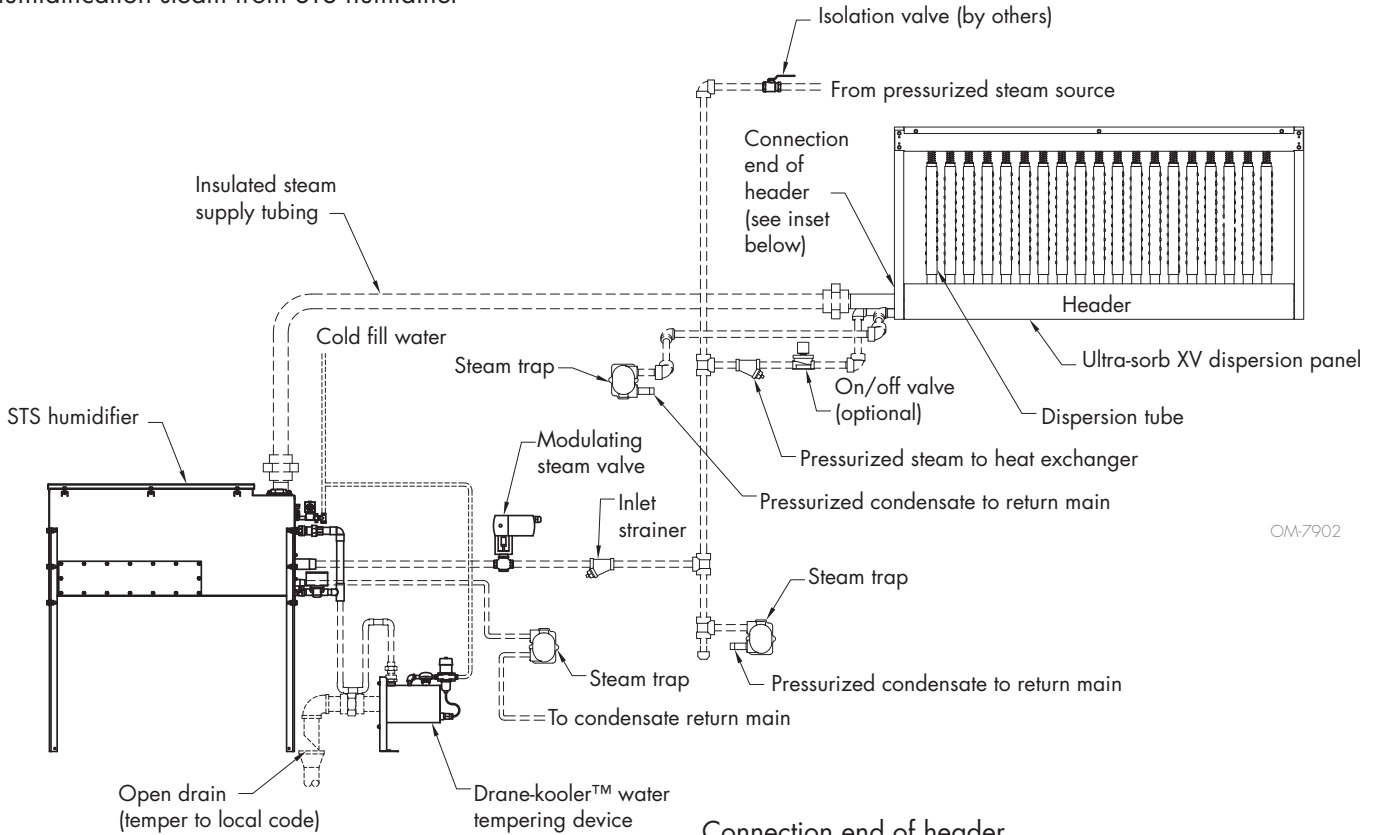 humidification steam from STS humidifier
Isolation valve (by others)
From pressurized steam source
Connection
end of
header
(see inset
below)
Insulated steam
supply tubing
Header
Cold fill water
Steam trap
Ultra-sorb XV dispersion panel
On/off valve
(optional)
Dispersion tube
STS humidifier
Modulating
steam valve
Pressurized steam to heat exchanger
Inlet
strainer
Pressurized condensate to return main
OM-7902
Steam trap
Steam trap
Pressurized condensate to return main
To condensate return main
Open drain
(temper to local code)
Drane-kooler™ water
tempering device
Connection end of header